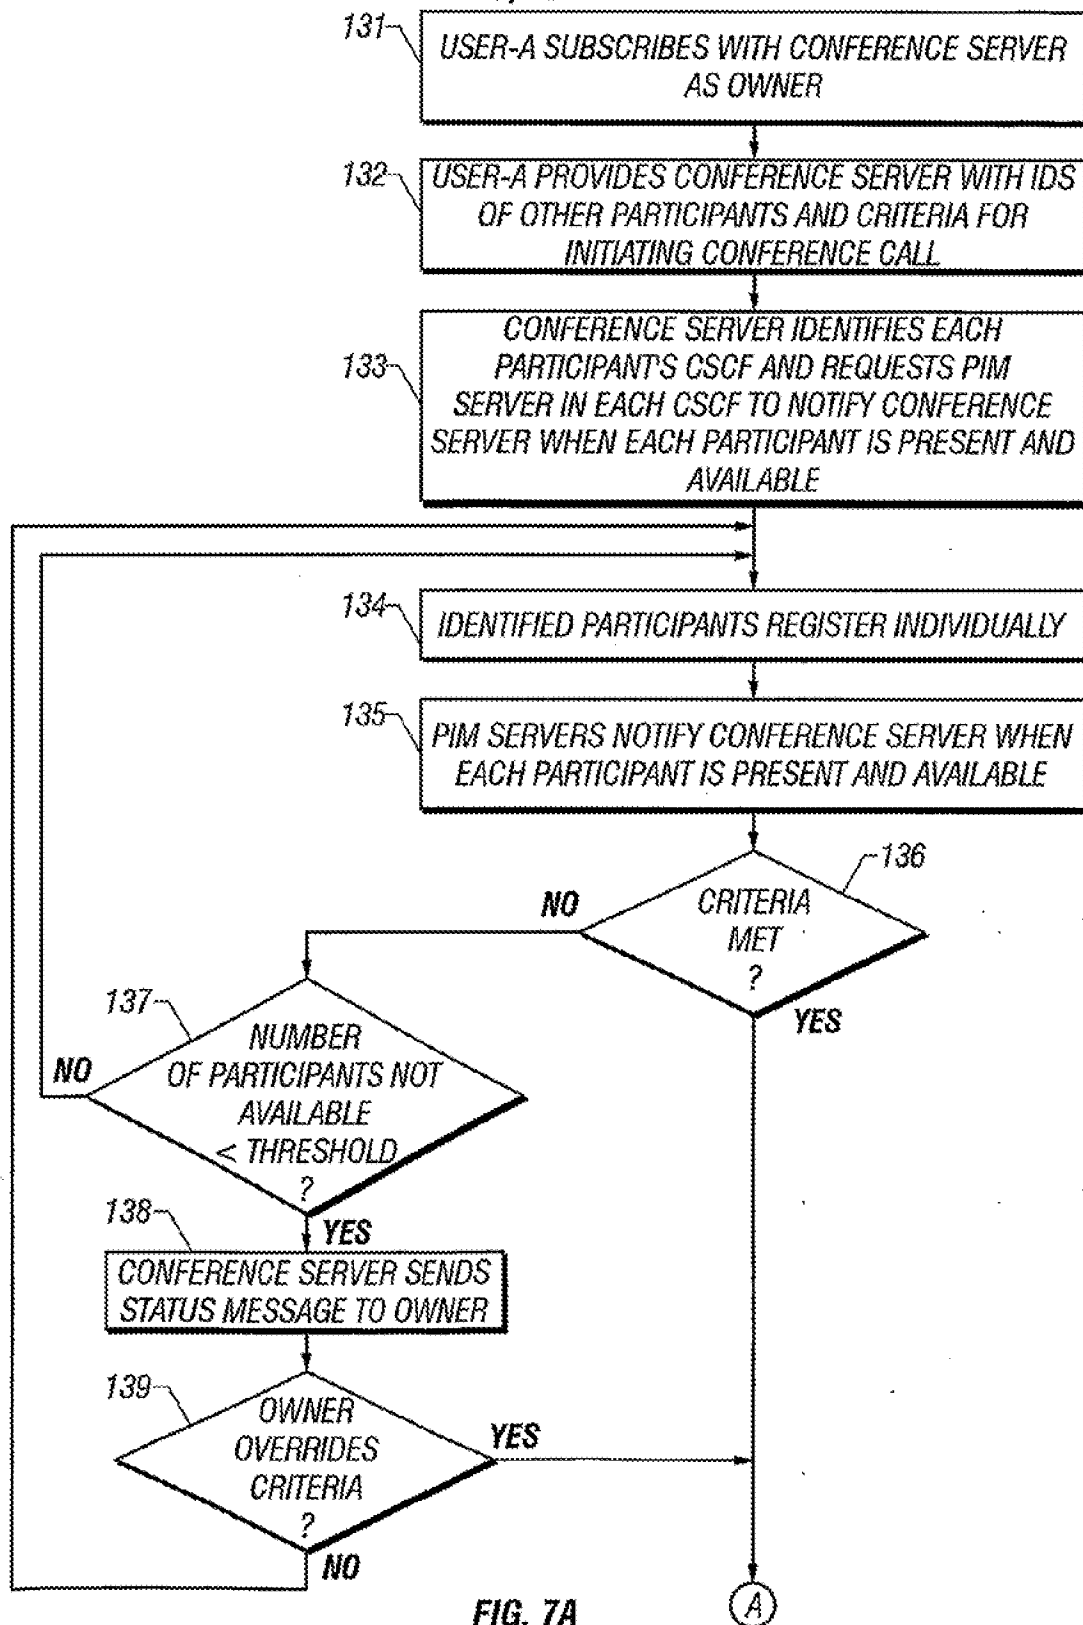 131
USER-A SUBSCRIBES WITH CONFERENCE SERVER
AS OWNER
132
USER-A PROVIDES CONFERENCE SERVER WITH IDS
OF OTHER PARTICIPANTS AND CRITERIA FOR
INITIATING CONFERENCE CALL
133
CONFERENCE SERVER IDENTIFIES EACH
PARTICIPANT'S CSCF AND REQUESTS PIM
SERVER IN EACH CSCF TO NOTIFY CONFERENCE
SERVER WHEN EACH PARTICIPANT IS PRESENT AND
AVAILABLE
134
IDENTIFIED PARTICIPANTS REGISTER INDIVIDUALLY
135
PIM SERVERS NOTIFY CONFERENCE SERVER WHEN
EACH PARTICIPANT IS PRESENT AND AVAILABLE
136
CRITERIA
MET
?
NO
YES
137
NUMBER
OF PARTICIPANTS NOT
AVAILABLE
< THRESHOLD
?
NO
YES
138
CONFERENCE SERVER SENDS
STATUS MESSAGE TO OWNER
139
OWNER
OVERRIDES
CRITERIA
?
YES
NO
A
FIG. 7A